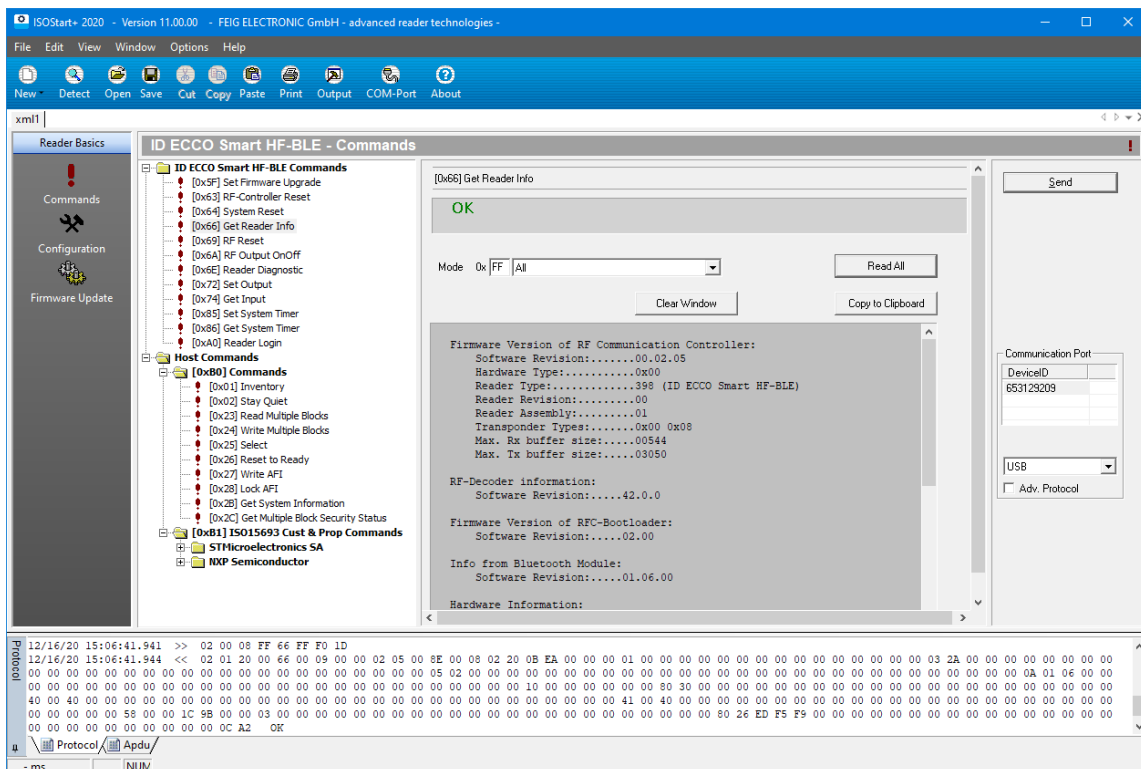 ISOStart+ 2020 - Version 11.00.00 - FEIG ELECTRONIC GmbH - advanced reader technologies -
File Edit View Window Options Help
New Detect Open Save Cut Copy Paste Print Output COM-Port About
xml1
Reader Basics
Commands
Configuration
Firmware Update
ID ECCO Smart HF-BLE - Commands
ID ECCO Smart HF-BLE Commands
[0x5F] Set Firmware Upgrade
[0x63] RF-Controller Reset
[0x64] System Reset
[0x66] Get Reader Info
[0x69] RF Reset
[0x6A] RF Output OnOff
[0x6E] Reader Diagnostic
[0x72] Set Output
[0x74] Get Input
[0x85] Set System Timer
[0x86] Get System Timer
[0xA0] Reader Login
Host Commands
[0xB0] Commands
[0x01] Inventory
[0x02] Stay Quiet
[0x23] Read Multiple Blocks
[0x24] Write Multiple Blocks
[0x25] Select
[0x26] Reset to Ready
[0x27] Write AFI
[0x28] Lock AFI
[0x2B] Get System Information
[0x2C] Get Multiple Block Security Status
[0xB1] ISO15693 Cust & Prop Commands
STMicroelectronics SA
NXP Semiconductor
[0x66] Get Reader Info
OK
Mode 0x FF All
Read All
Clear Window
Copy to Clipboard
Firmware Version of RF Communication Controller:
Software Revision:......00.02.05
Hardware Type:...........0x00
Reader Type:.............398 (ID ECCO Smart HF-BLE)
Reader Revision:.........00
Reader Assembly:.........01
Transponder Types:.......0x00 0x08
Max. Rx buffer size:.....00544
Max. Tx buffer size:.....03050
RF-Decoder information:
Software Revision:.....42.0.0
Firmware Version of RFC-Bootloader:
Software Revision:.....02.00
Info from Bluetooth Module:
Software Revision:.....01.06.00
Hardware Information:
Send
Communication Port
DeviceID
653129209
USB
Adv. Protocol
Protocol
12/16/20 15:06:41.941 >> 02 00 08 FF 66 FF F0 1D
12/16/20 15:06:41.944 << 02 01 20 00 66 00 09 00 00 02 05 00 8E 00 08 02 20 0B EA 00 00 00 01 00 00 00 00 00 00 00 00 00 00 00 00 00 00 00 03 2A 00 00 00 00 00 00 00
00 00 00 00 00 00 00 00 00 00 00 00 00 00 00 00 00 00 00 00 00 05 02 00 00 00 00 00 00 00 00 00 00 00 00 00 00 00 00 00 00 00 00 00 00 00 00 00 00 0A 01 06 00 00
00 00 00 00 00 00 00 00 00 00 00 00 00 00 00 00 00 00 00 00 00 00 00 00 00 10 00 00 00 00 00 00 80 30 00 00 00 00 00 00 00 00 00 00 00 00 00 00 00 00 00 00 00 00
40 00 40 00 00 00 00 00 00 00 00 00 00 00 00 00 00 00 00 00 00 00 00 00 00 00 00 00 00 00 41 00 40 00 00 00 00 00 00 00 00 00 00 00 00 00 00 00 00 00 00 00 00 00
00 00 00 00 00 58 00 00 1C 9B 00 00 03 00 00 00 00 00 00 00 00 00 00 00 00 00 00 00 00 00 00 00 00 00 00 80 26 ED F5 F9 00 00 00 00 00 00 00 00 00 00 00 00 00 00
00 00 00 00 00 00 00 00 00 00 0C A2 OK
Protocol Apdu
- ms NUM